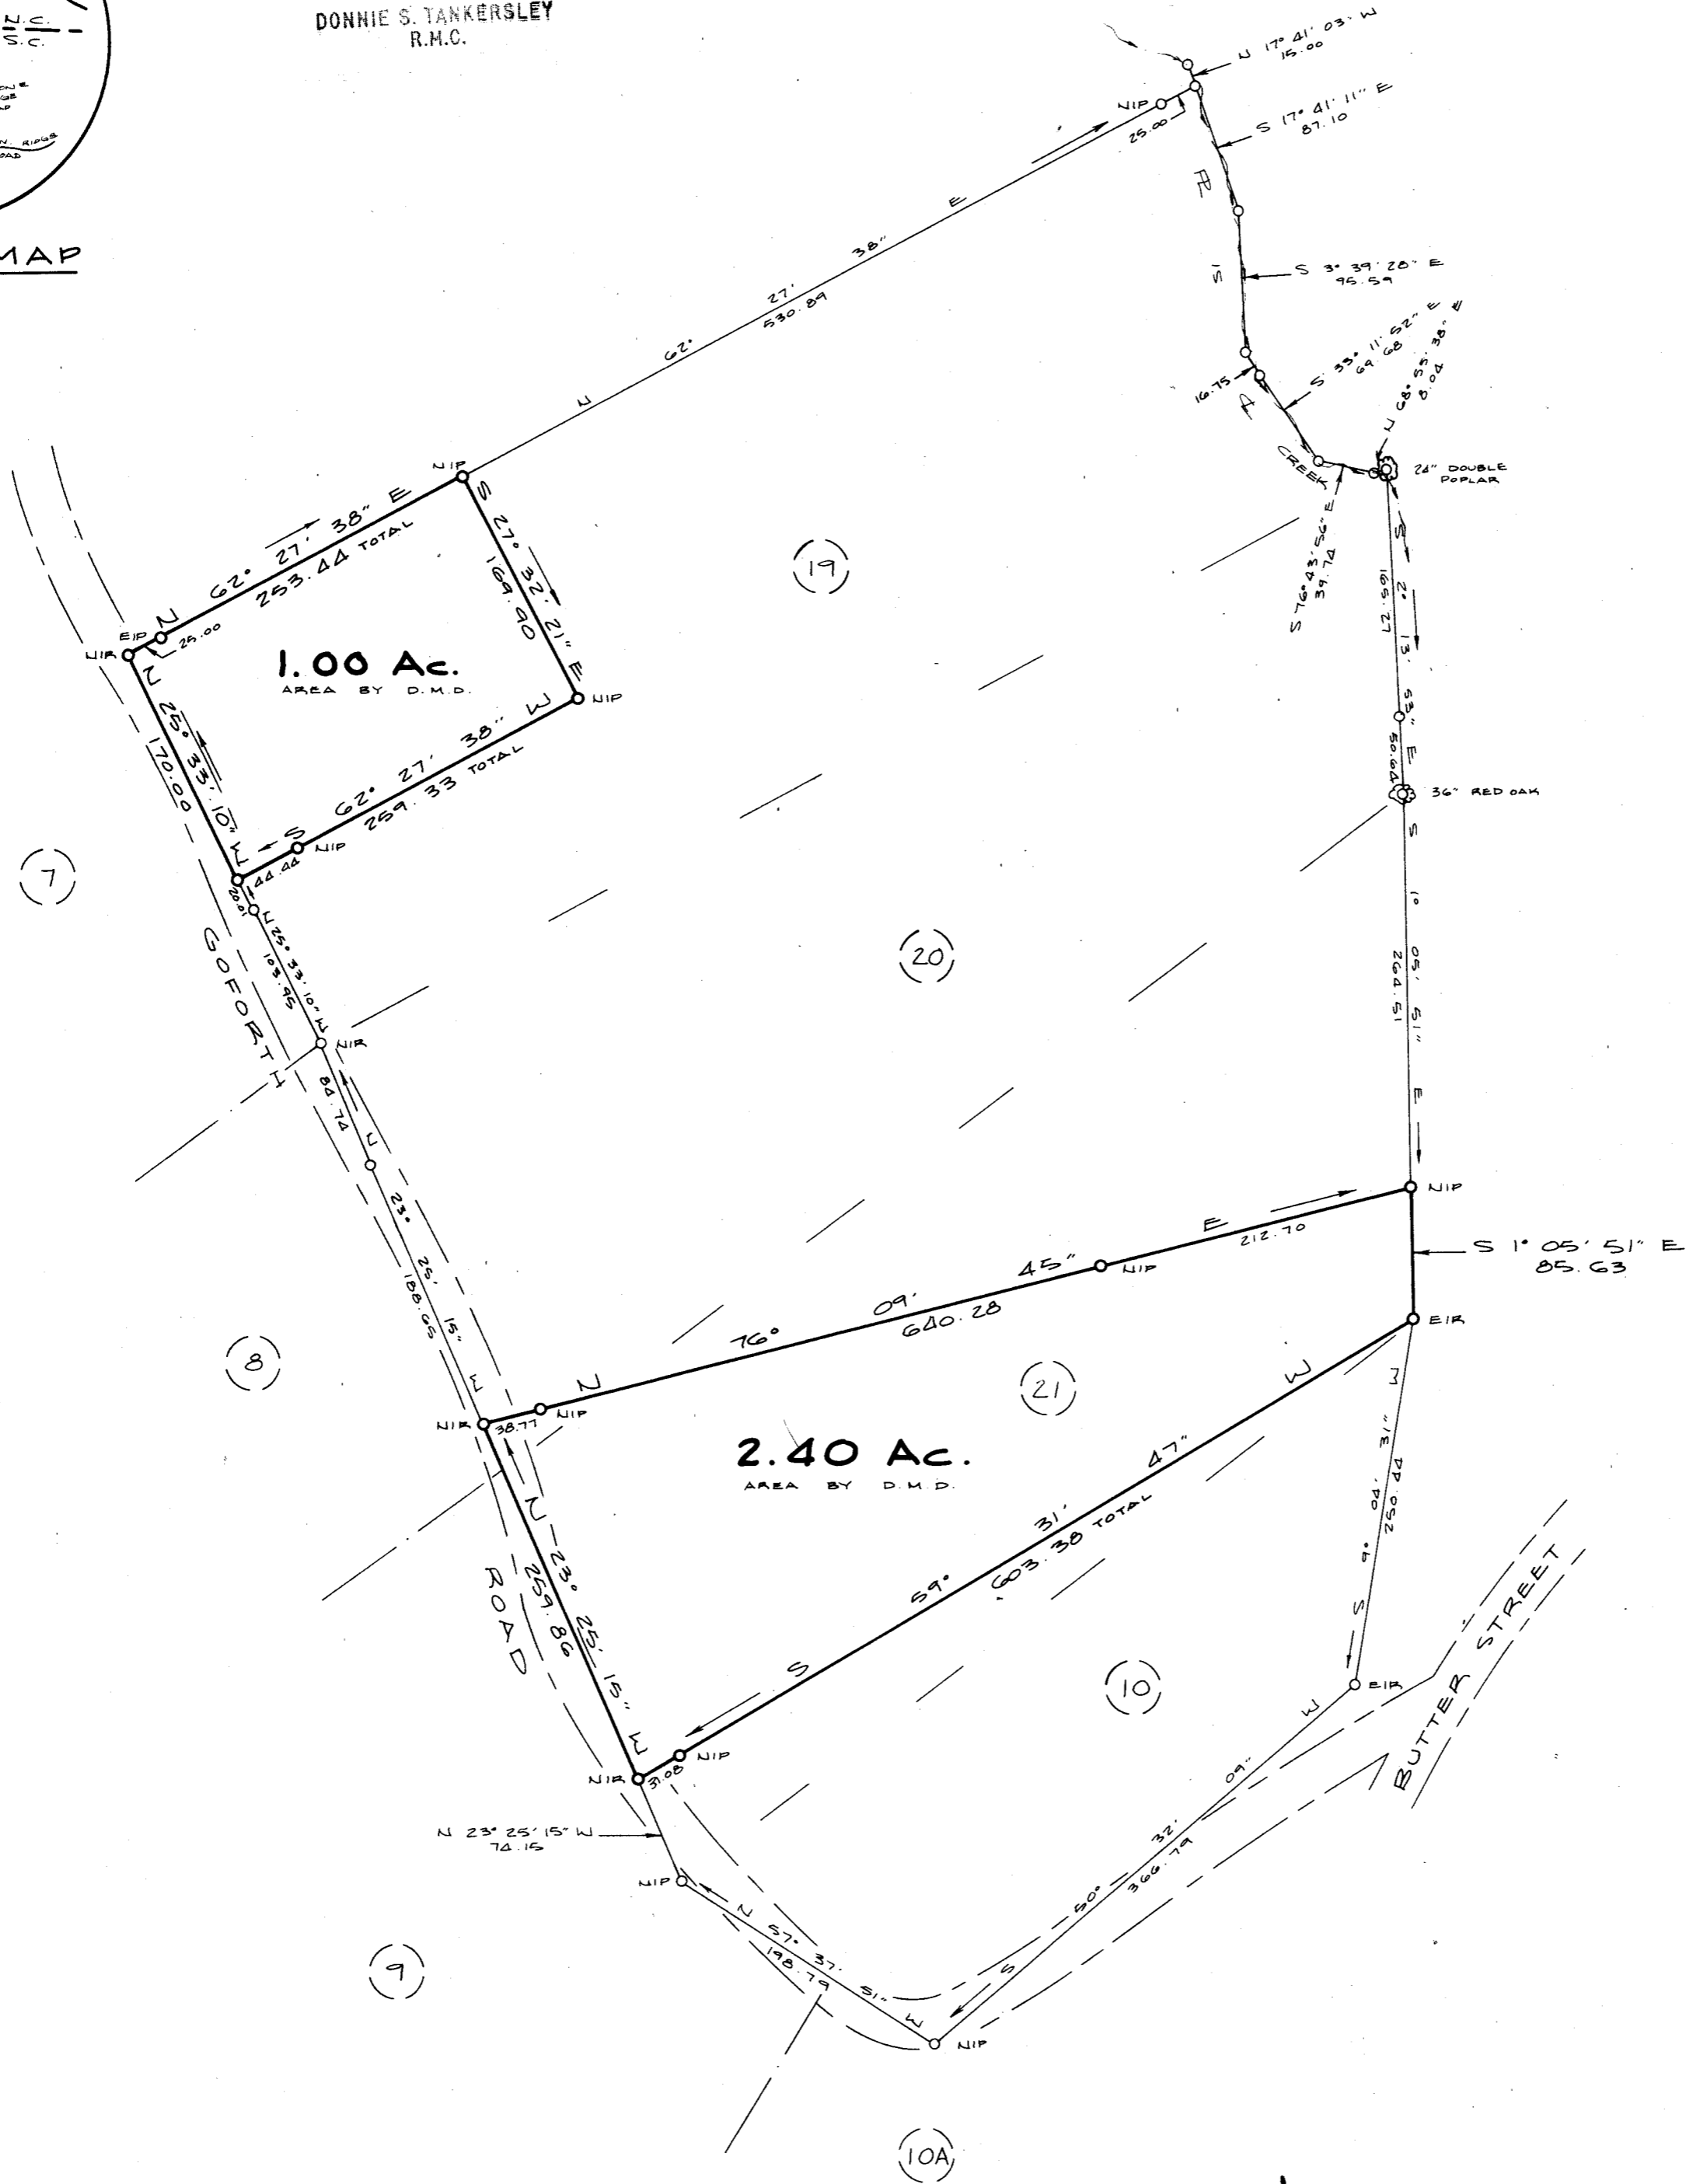 N.C.
S.C.
N. RIDGE
MAP
DONNIE S. TANKERSLEY
R.M.C.
N 17° 41' 03" W
15.00
S 17° 41' 11" E
87.10
NIP
25.00
S 3° 39' 28" E
95.59
S 33° 11' 52" E
69.68
16.75
N 68° 55' 38" E
8.04
CREEK
IS
24" DOUBLE
POPLAR
S 76° 43' 56" E
39.74
N 62° 27' 38" E
530.89
NIP
N 62° 27' 38" E
253.44 TOTAL
EIP
25.00
NIR
S 27° 32' 21" E
169.90
19
1.00 Ac.
AREA BY D.M.D.
NIP
S 62° 27' 38" W
259.33 TOTAL
NIP
44.44
N 25° 33' 10" W
170.00
S 2° 13' 53" E
165.27
50.64
36" RED OAK
7
20.01
N 25° 33' 10" W
103.95
GOFORTH
NIR
20
S 1° 05' 51" E
264.51
84.74
N 23° 25' 15" W
188.65
NIP
S 1° 05' 51" E
85.63
EIR
N 76° 09' 45" E
640.28
212.70
NIP
8
NIR
38.77
NIP
21
2.40 Ac.
AREA BY D.M.D.
S 59° 31' 47" W
603.38 TOTAL
S 9° 04' 31" W
250.44
N 23° 25' 15" W
259.86
ROAD
BUTTER STREET
10
EIR
NIP
NIR
31.08
N 23° 25' 15" W
74.15
NIP
S 50° 32' 09" W
366.79
N 57° 37' 51" W
198.79
9
NIP
10A